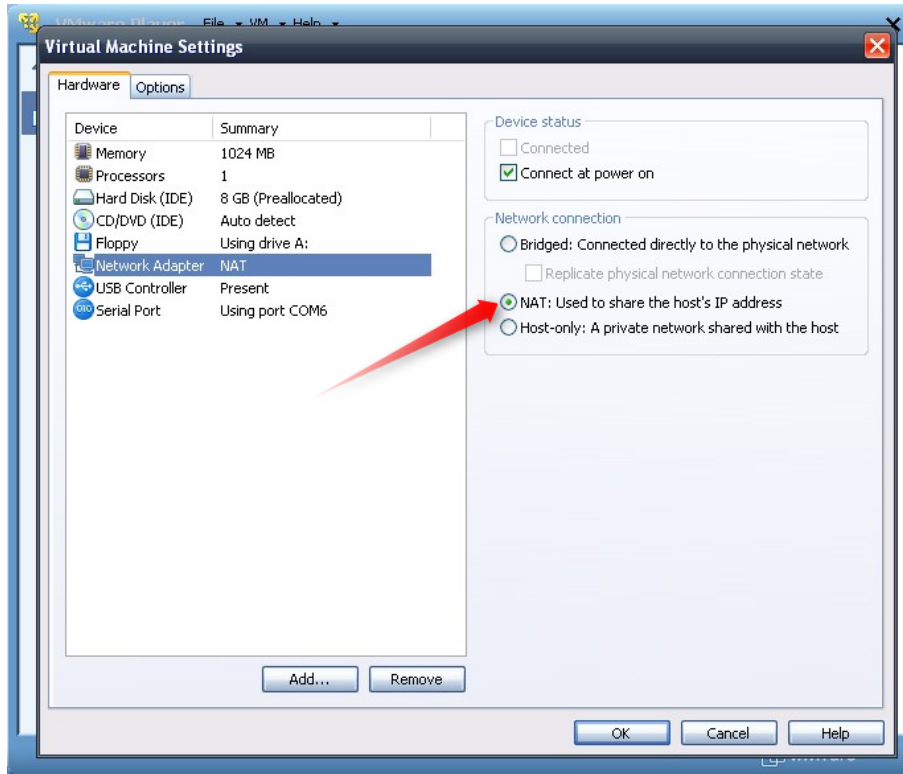 VMware Player File VM Help
Virtual Machine Settings
Hardware Options
Device Summary
Memory 1024 MB
Processors 1
Hard Disk (IDE) 8 GB (Preallocated)
CD/DVD (IDE) Auto detect
Floppy Using drive A:
Network Adapter NAT
USB Controller Present
Serial Port Using port COM6
Device status
Connected
Connect at power on
Network connection
Bridged: Connected directly to the physical network
Replicate physical network connection state
NAT: Used to share the host's IP address
Host-only: A private network shared with the host
Add... Remove
OK Cancel Help